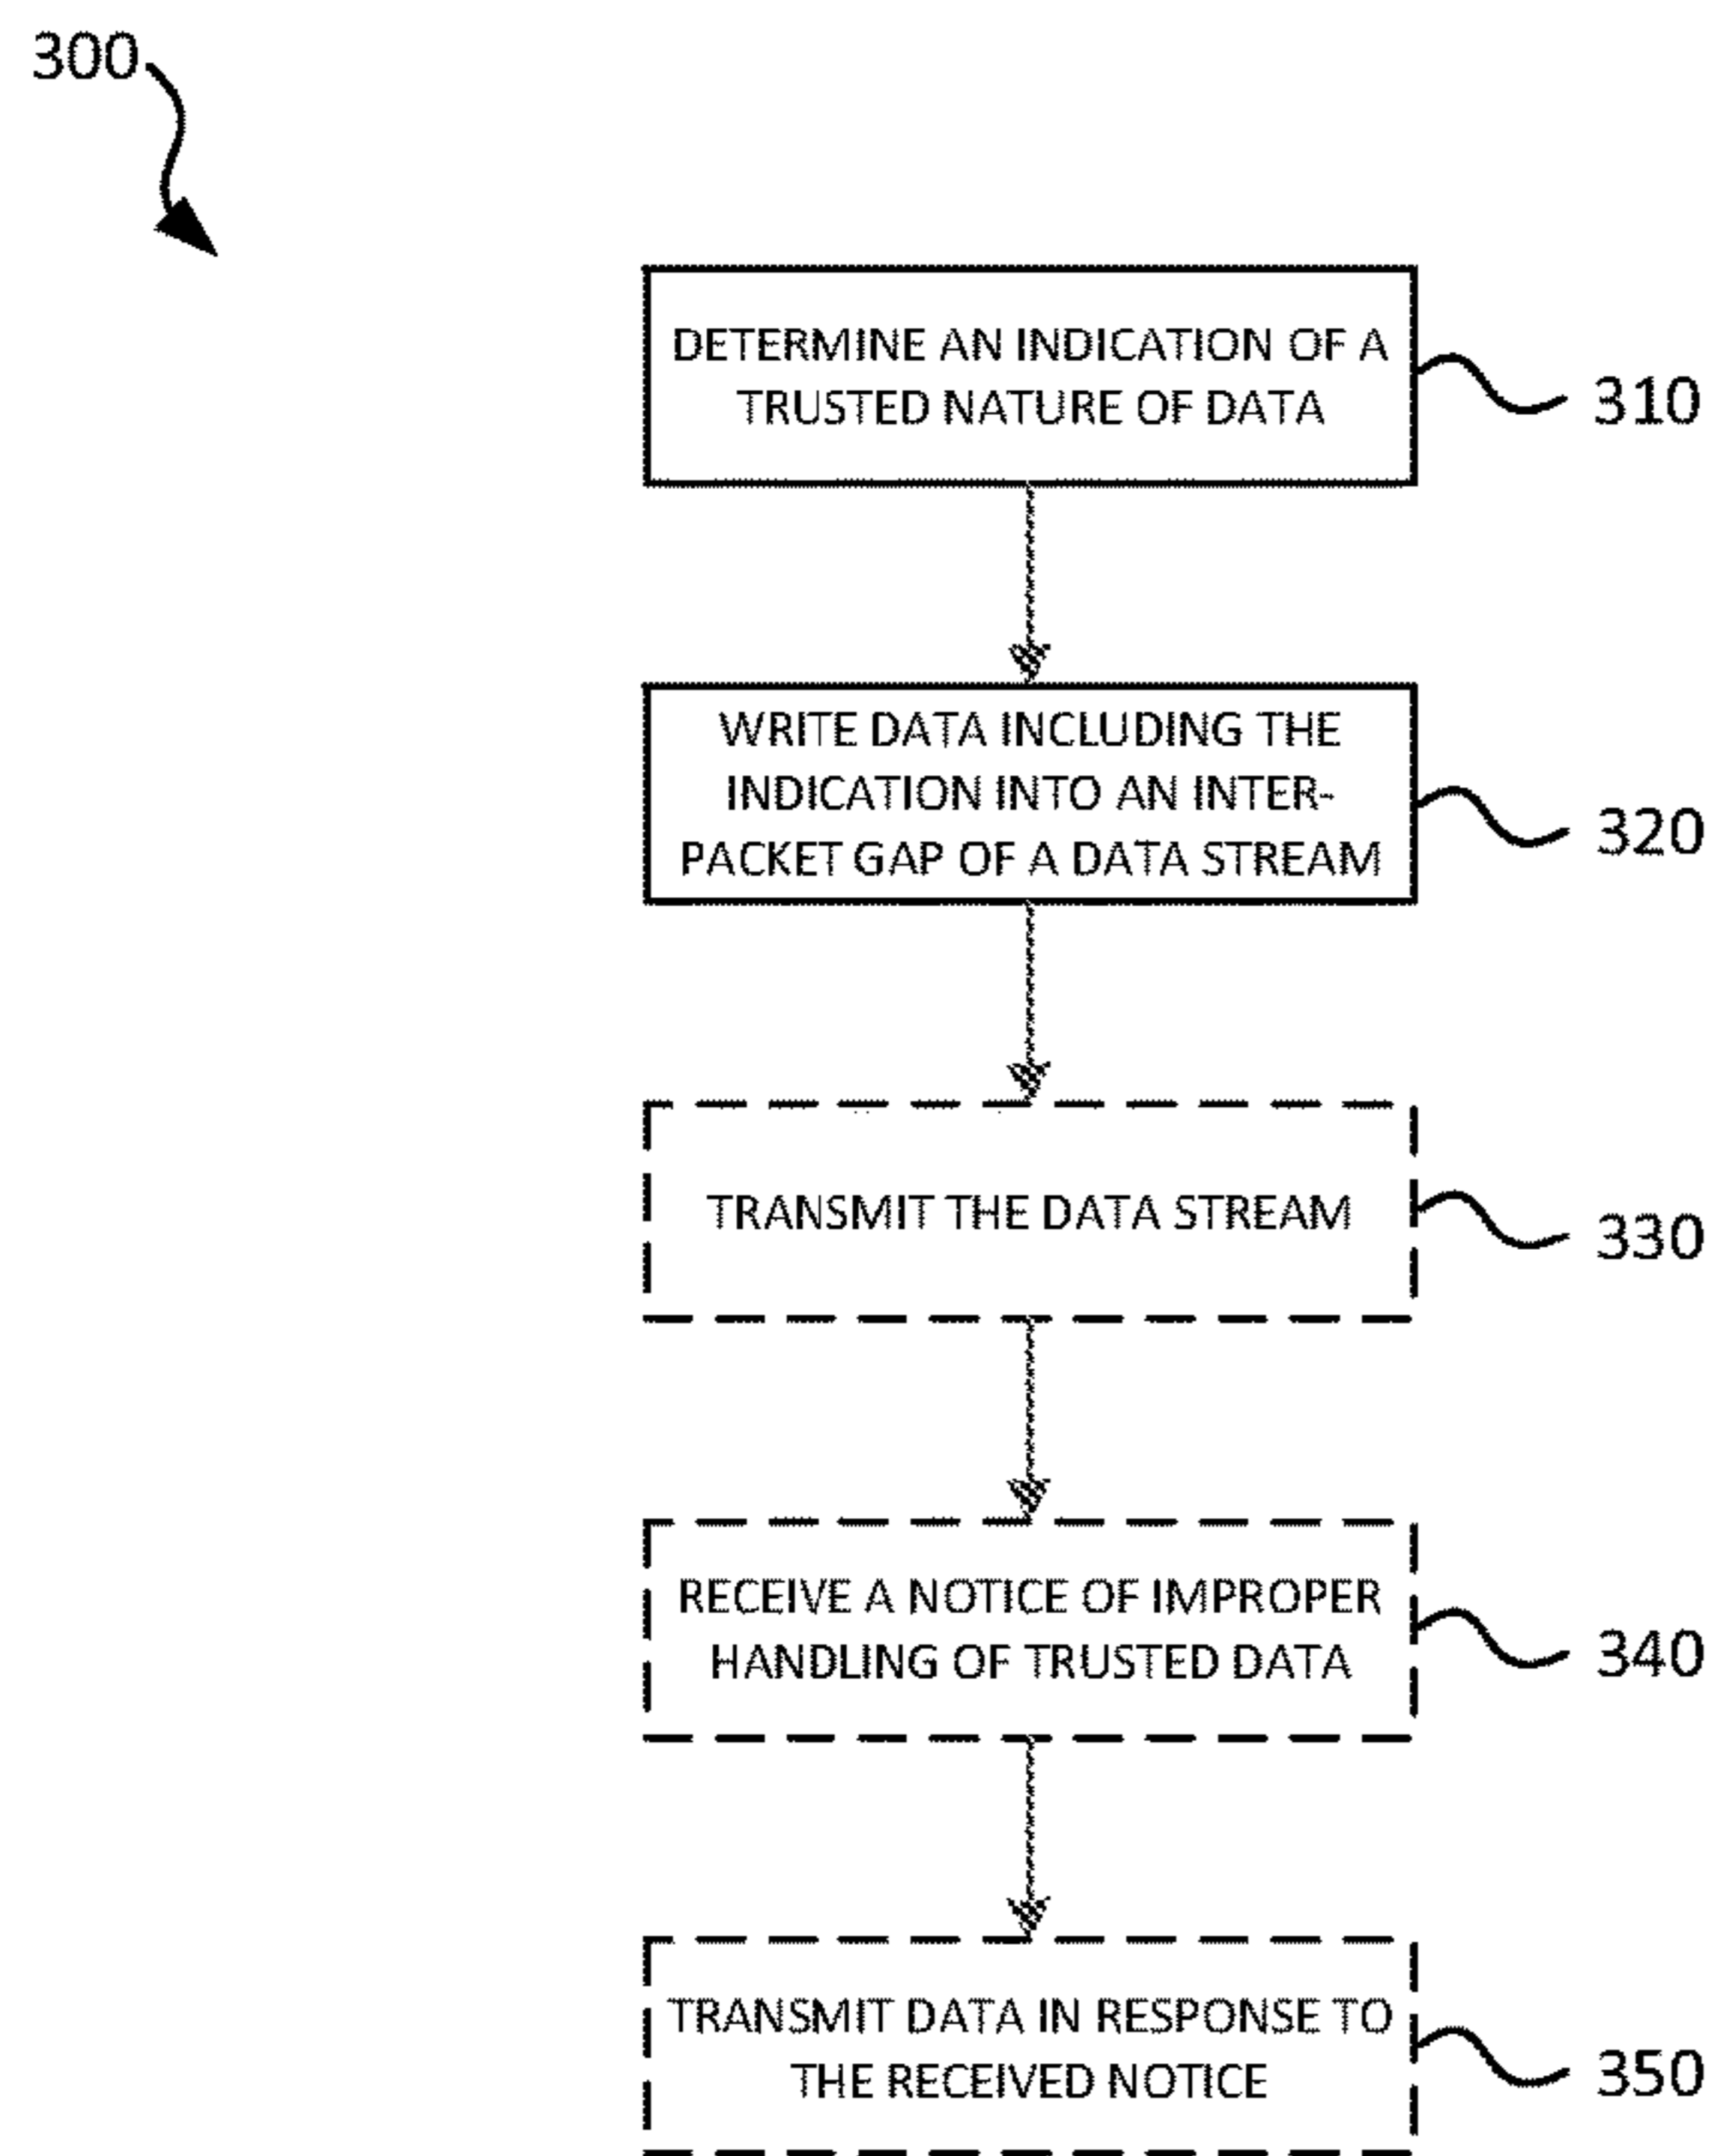 300
DETERMINE AN INDICATION OF A
TRUSTED NATURE OF DATA
310
WRITE DATA INCLUDING THE
INDICATION INTO AN INTER-
PACKET GAP OF A DATA STREAM
320
TRANSMIT THE DATA STREAM
330
RECEIVE A NOTICE OF IMPROPER
HANDLING OF TRUSTED DATA
340
TRANSMIT DATA IN RESPONSE TO
THE RECEIVED NOTICE
350